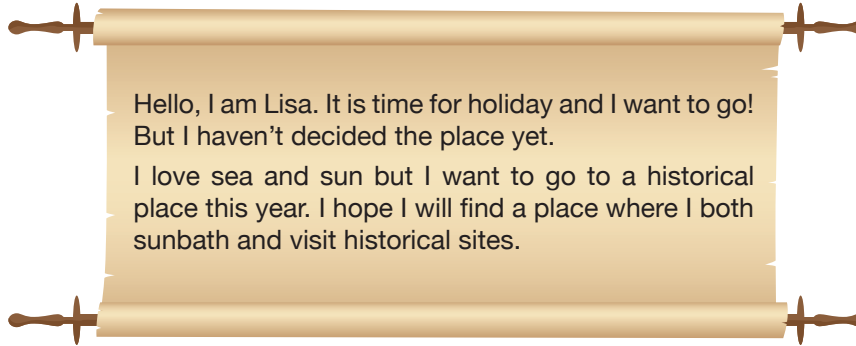 Hello, I am Lisa. It is time for holiday and I want to go!
But I haven’t decided the place yet.
I love sea and sun but I want to go to a historical
place this year. I hope I will find a place where I both
sunbath and visit historical sites.